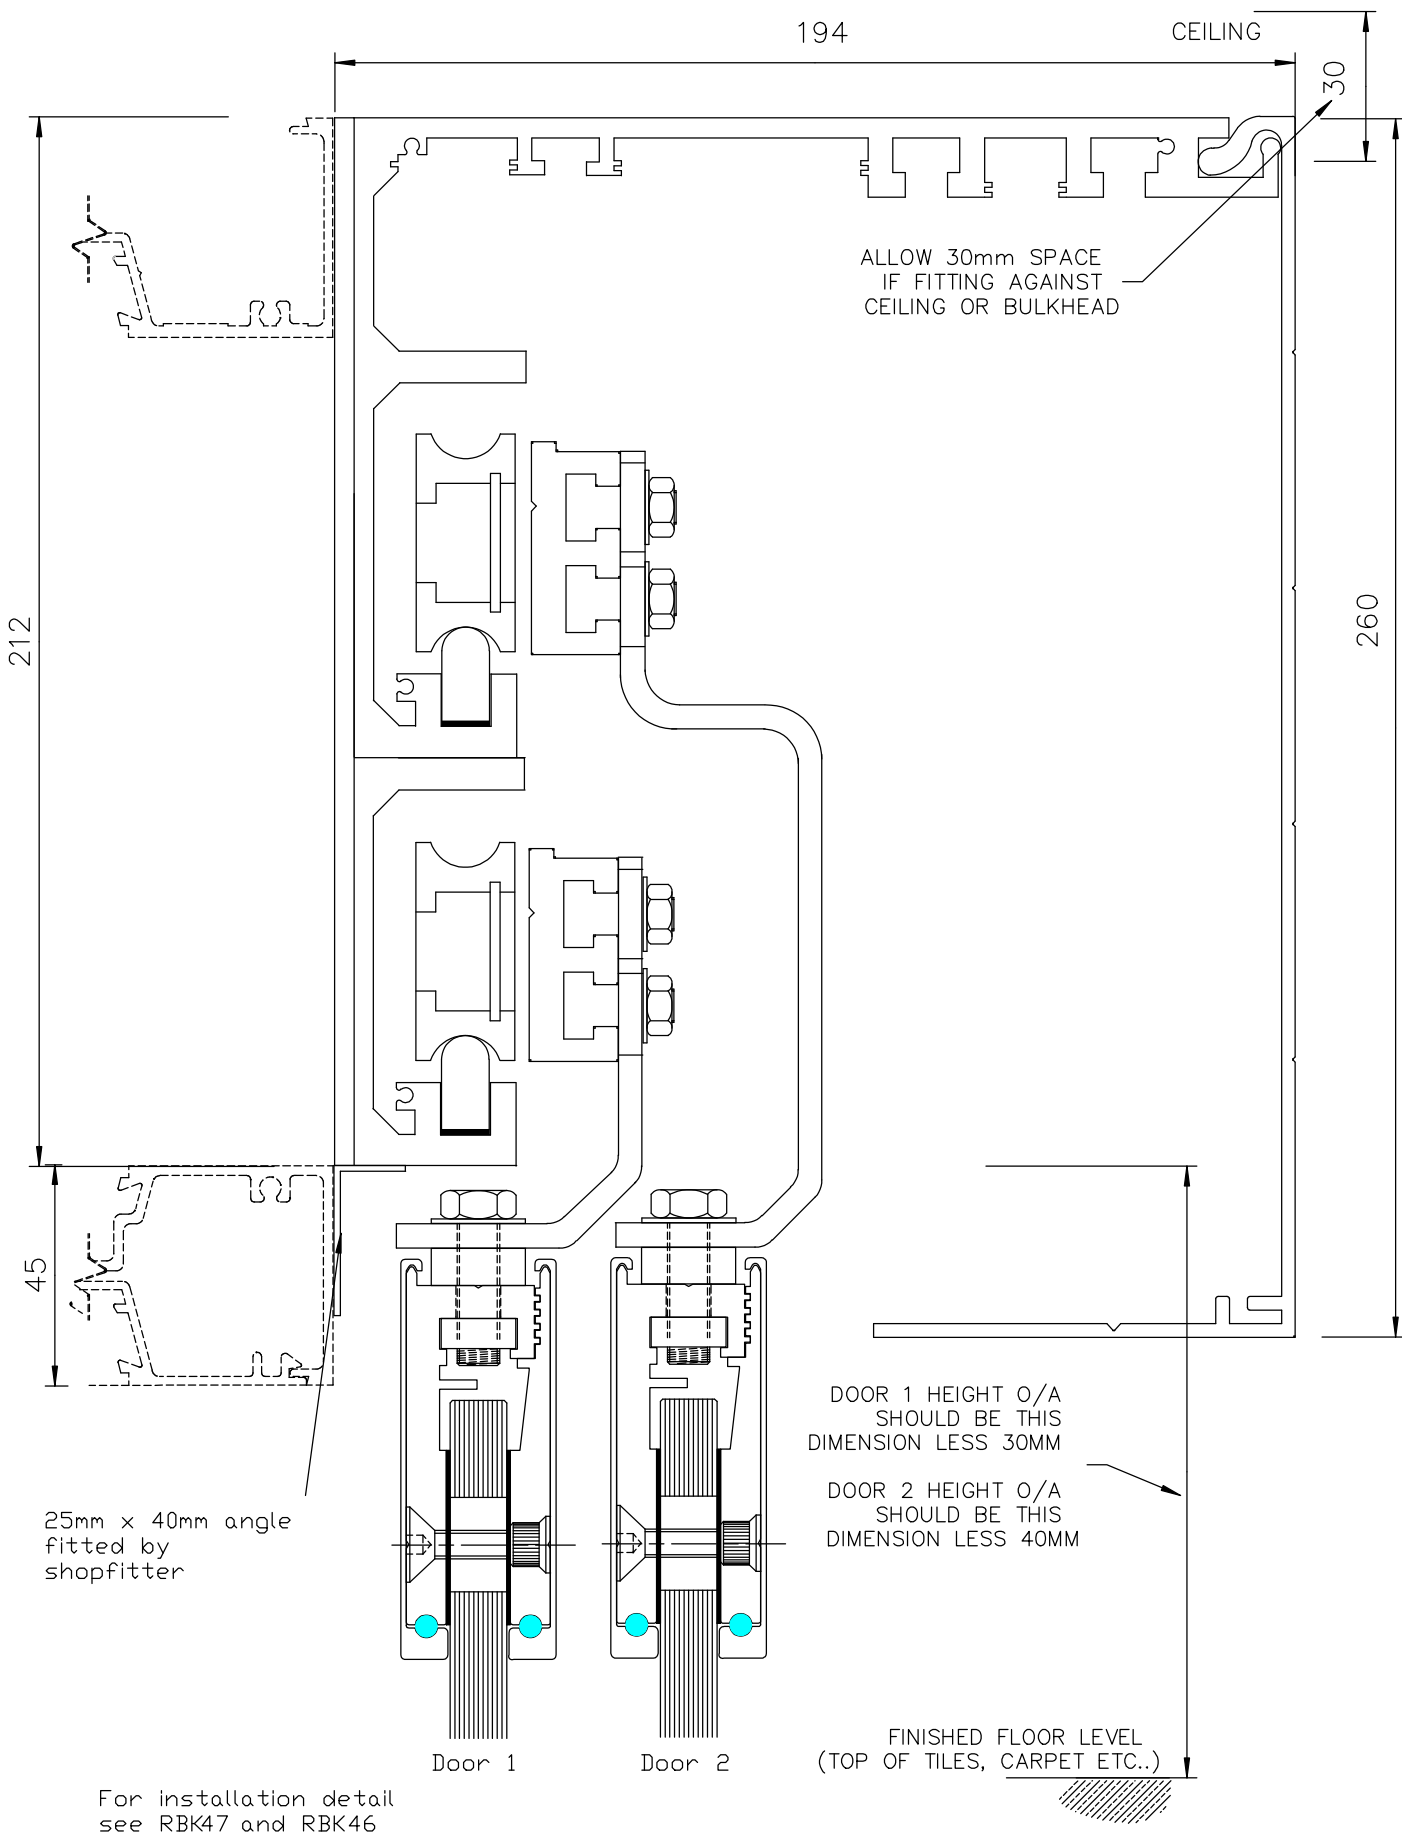 194
CEILING
30
ALLOW 30mm SPACE
IF FITTING AGAINST
CEILING OR BULKHEAD
212
260
45
DOOR 1 HEIGHT O/A
SHOULD BE THIS
DIMENSION LESS 30MM
DOOR 2 HEIGHT O/A
SHOULD BE THIS
DIMENSION LESS 40MM
25mm x 40mm angle
fitted by
shopfitter
FINISHED FLOOR LEVEL
(TOP OF TILES, CARPET ETC..)
Door 1
Door 2
For installation detail
see RBK47 and RBK46